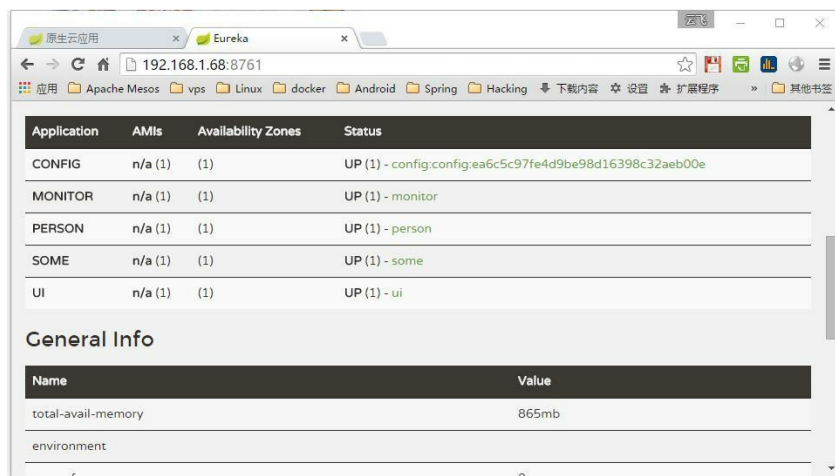 云飞
原生云应用 × Eureka ×
192.168.1.68:8761
应用 Apache Mesos vps Linux docker Android Spring Hacking 下载内容 设置 扩展程序 » 其他书签
Application AMIs Availability Zones Status
CONFIG n/a (1) (1) UP (1) - config:config:ea6c5c97fe4d9be98d16398c32aeb00e
MONITOR n/a (1) (1) UP (1) - monitor
PERSON n/a (1) (1) UP (1) - person
SOME n/a (1) (1) UP (1) - some
UI n/a (1) (1) UP (1) - ui
General Info
Name Value
total-avail-memory 865mb
environment